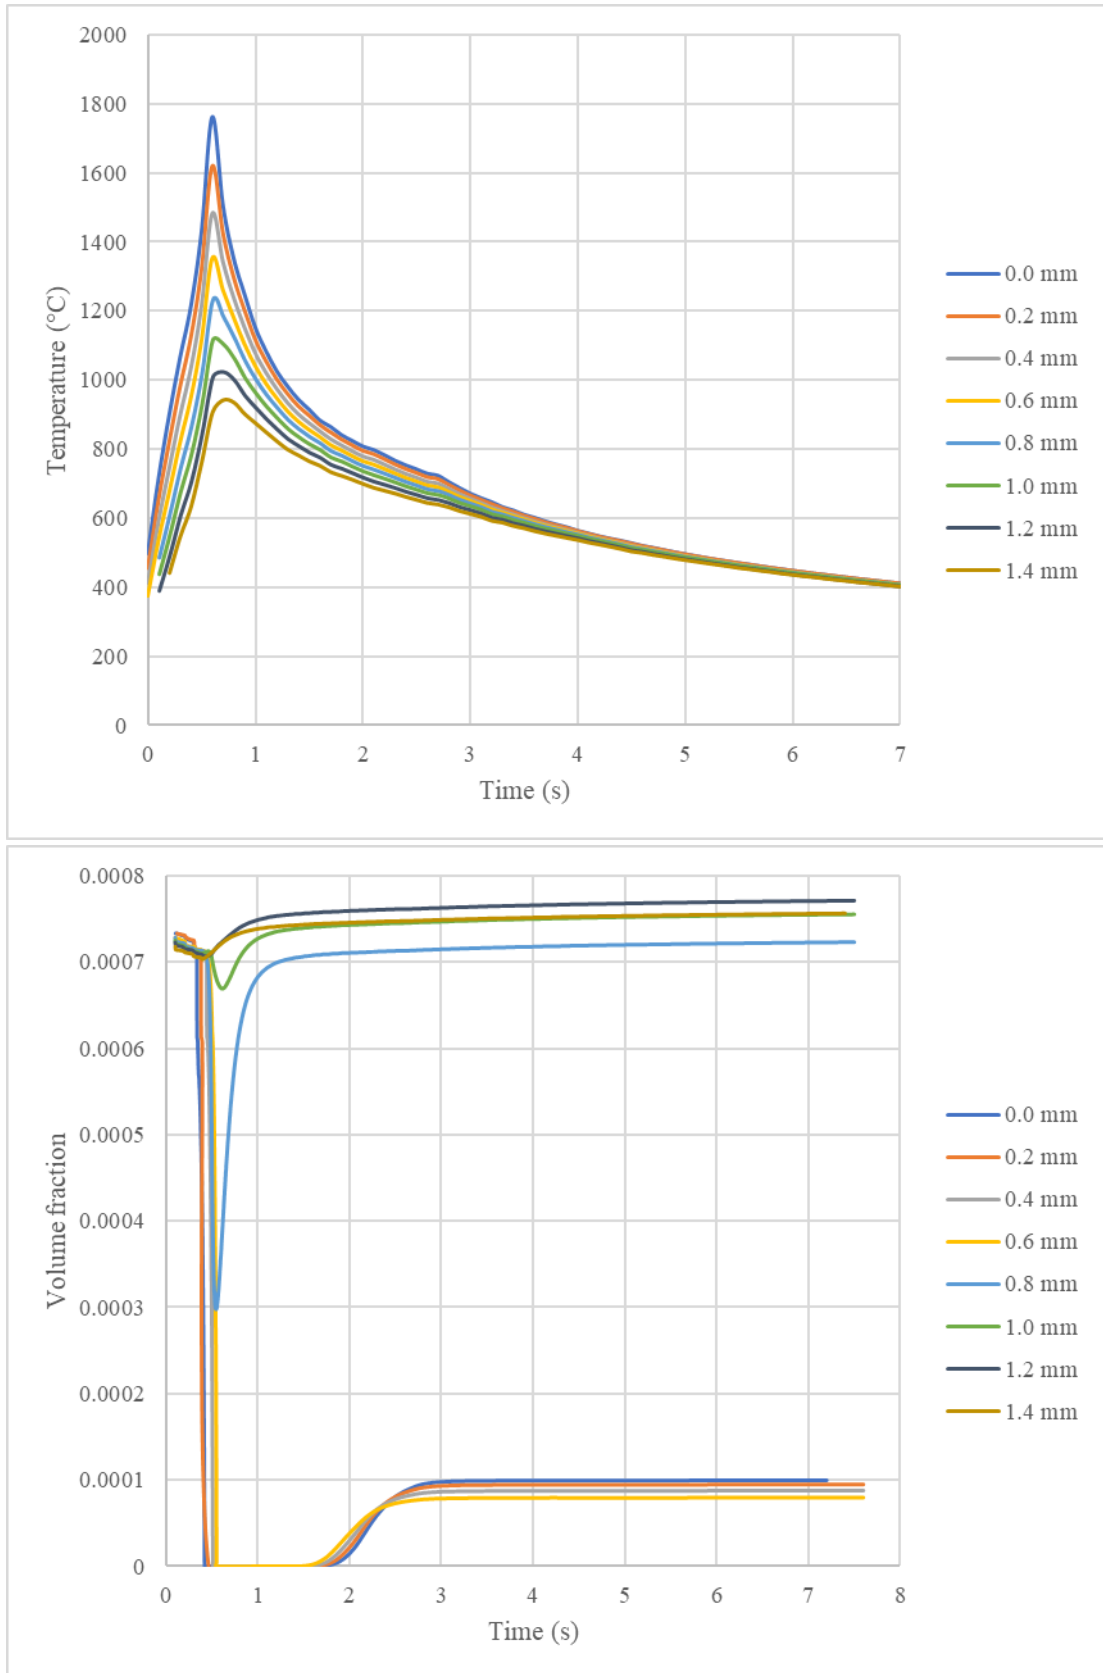 2000
1800
1600
1400
1200
1000
800
600
400
200
0
Temperature (°C)
0 1 2 3 4 5 6 7
Time (s)
0.0 mm
0.2 mm
0.4 mm
0.6 mm
0.8 mm
1.0 mm
1.2 mm
1.4 mm
0.0008
0.0007
0.0006
0.0005
0.0004
0.0003
0.0002
0.0001
0
Volume fraction
0 1 2 3 4 5 6 7 8
Time (s)
0.0 mm
0.2 mm
0.4 mm
0.6 mm
0.8 mm
1.0 mm
1.2 mm
1.4 mm